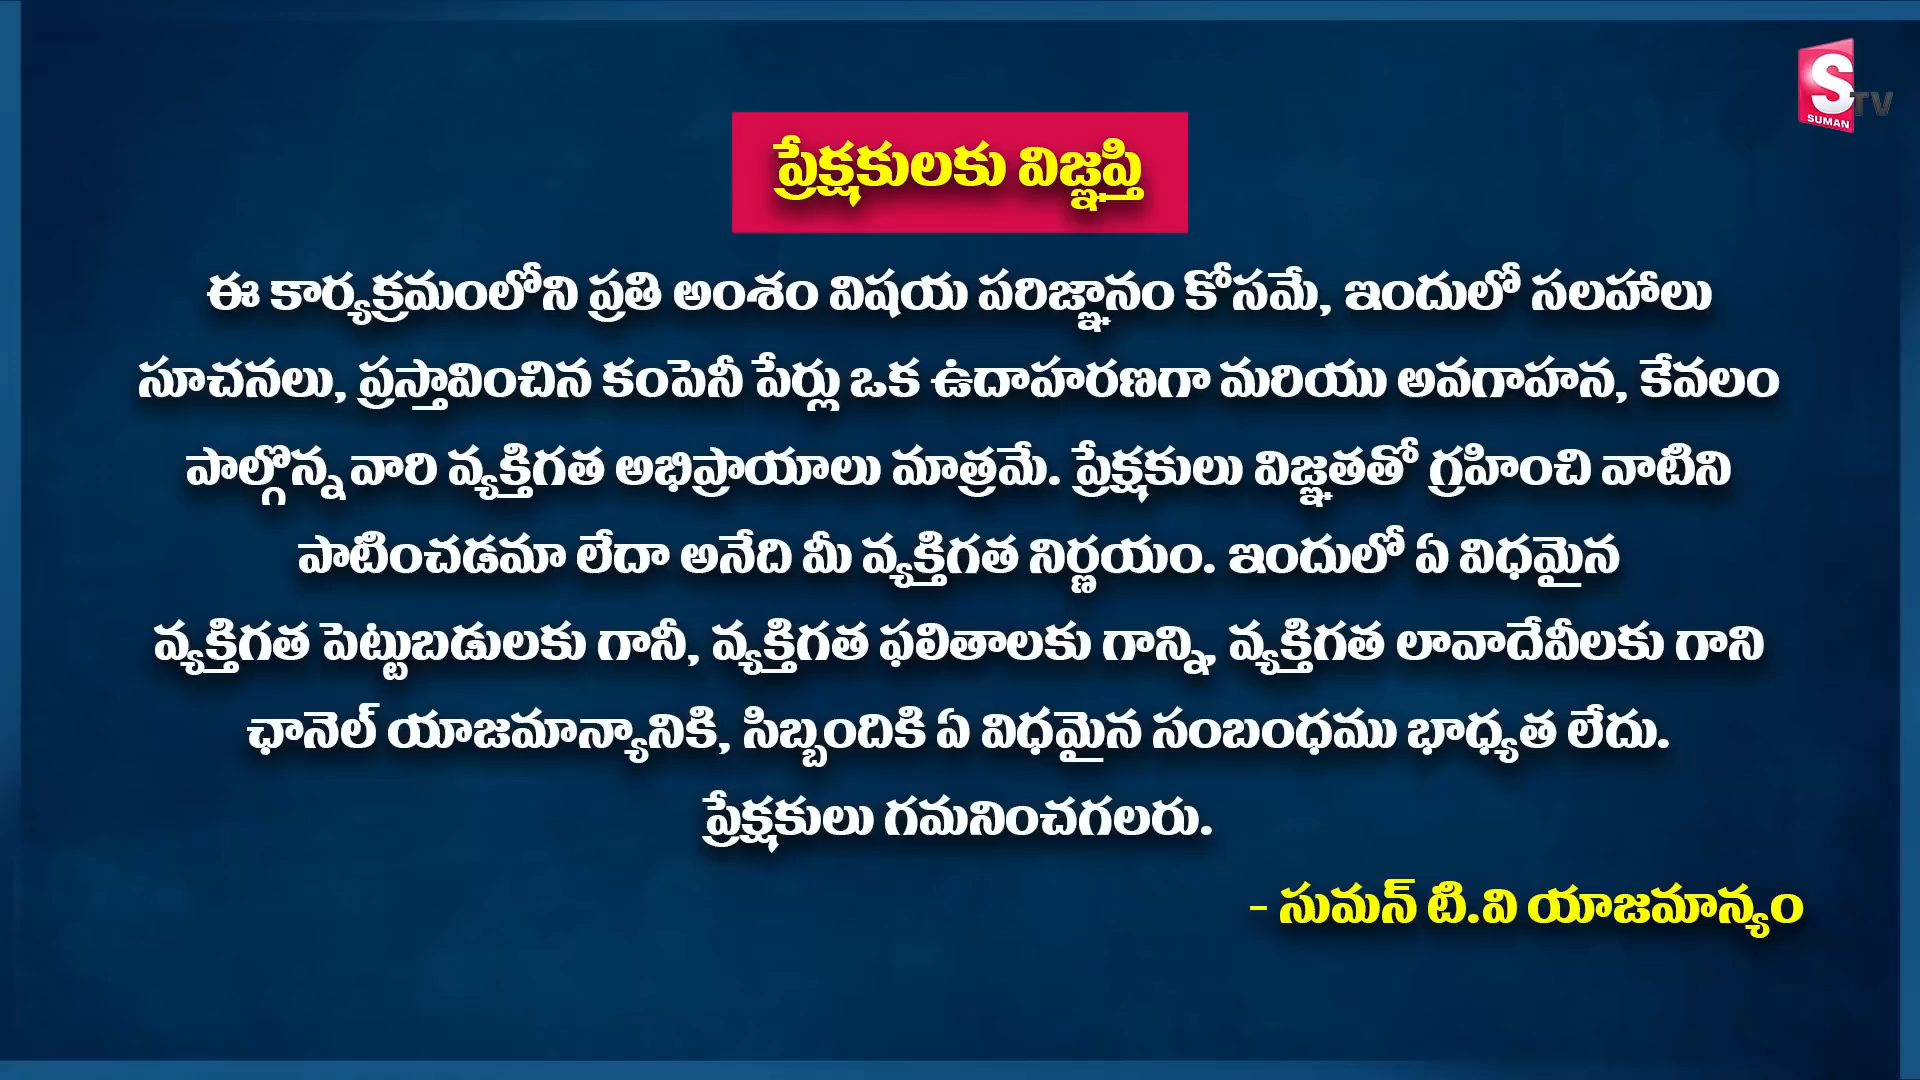 S
TV
SUMAN
ప్రేక్షకులకు విజ్ఞప్తి
ఈ కార్యక్రమంలోని ప్రతి అంశం విషయ పరిజ్ఞానం కోసమే, ఇందులో సలహాలు
సూచనలు, ప్రస్తావించిన కంపెనీ పేర్లు ఒక ఉదాహరణగా మరియు అవగాహన, కేవలం
పాల్గొన్న వారి వ్యక్తిగత అభిప్రాయాలు మాత్రమే. ప్రేక్షకులు విజ్ఞతతో గ్రహించి వాటిని
పాటించడమా లేదా అనేది మీ వ్యక్తిగత నిర్ణయం. ఇందులో ఏ విధమైన
వ్యక్తిగత పెట్టుబడులకు గానీ, వ్యక్తిగత ఫలితాలకు గాన్ని, వ్యక్తిగత లావాదేవీలకు గాని
ఛానెల్ యాజమాన్యానికి, సిబ్బందికి ఏ విధమైన సంబంధము భాధ్యత లేదు.
ప్రేక్షకులు గమనించగలరు.
- సుమన్ టి.వి యాజమాన్యం